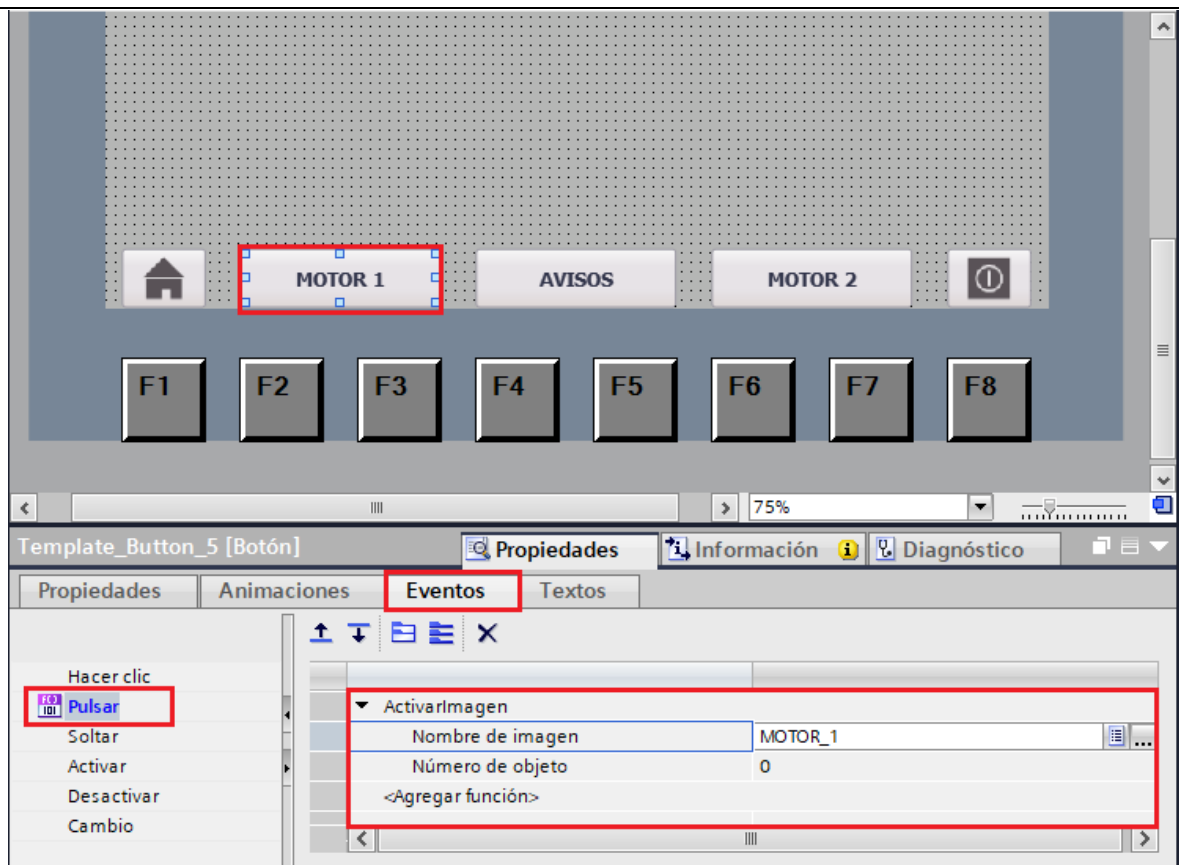 MOTOR 1 AVISOS MOTOR 2
F1 F2 F3 F4 F5 F6 F7 F8
75%
Template_Button_5 [Botón] Propiedades Información Diagnóstico
Propiedades Animaciones Eventos Textos
Hacer clic
Pulsar
Soltar
Activar
Desactivar
Cambio
ActivarImagen
Nombre de imagen MOTOR_1
Número de objeto 0
<Agregar función>